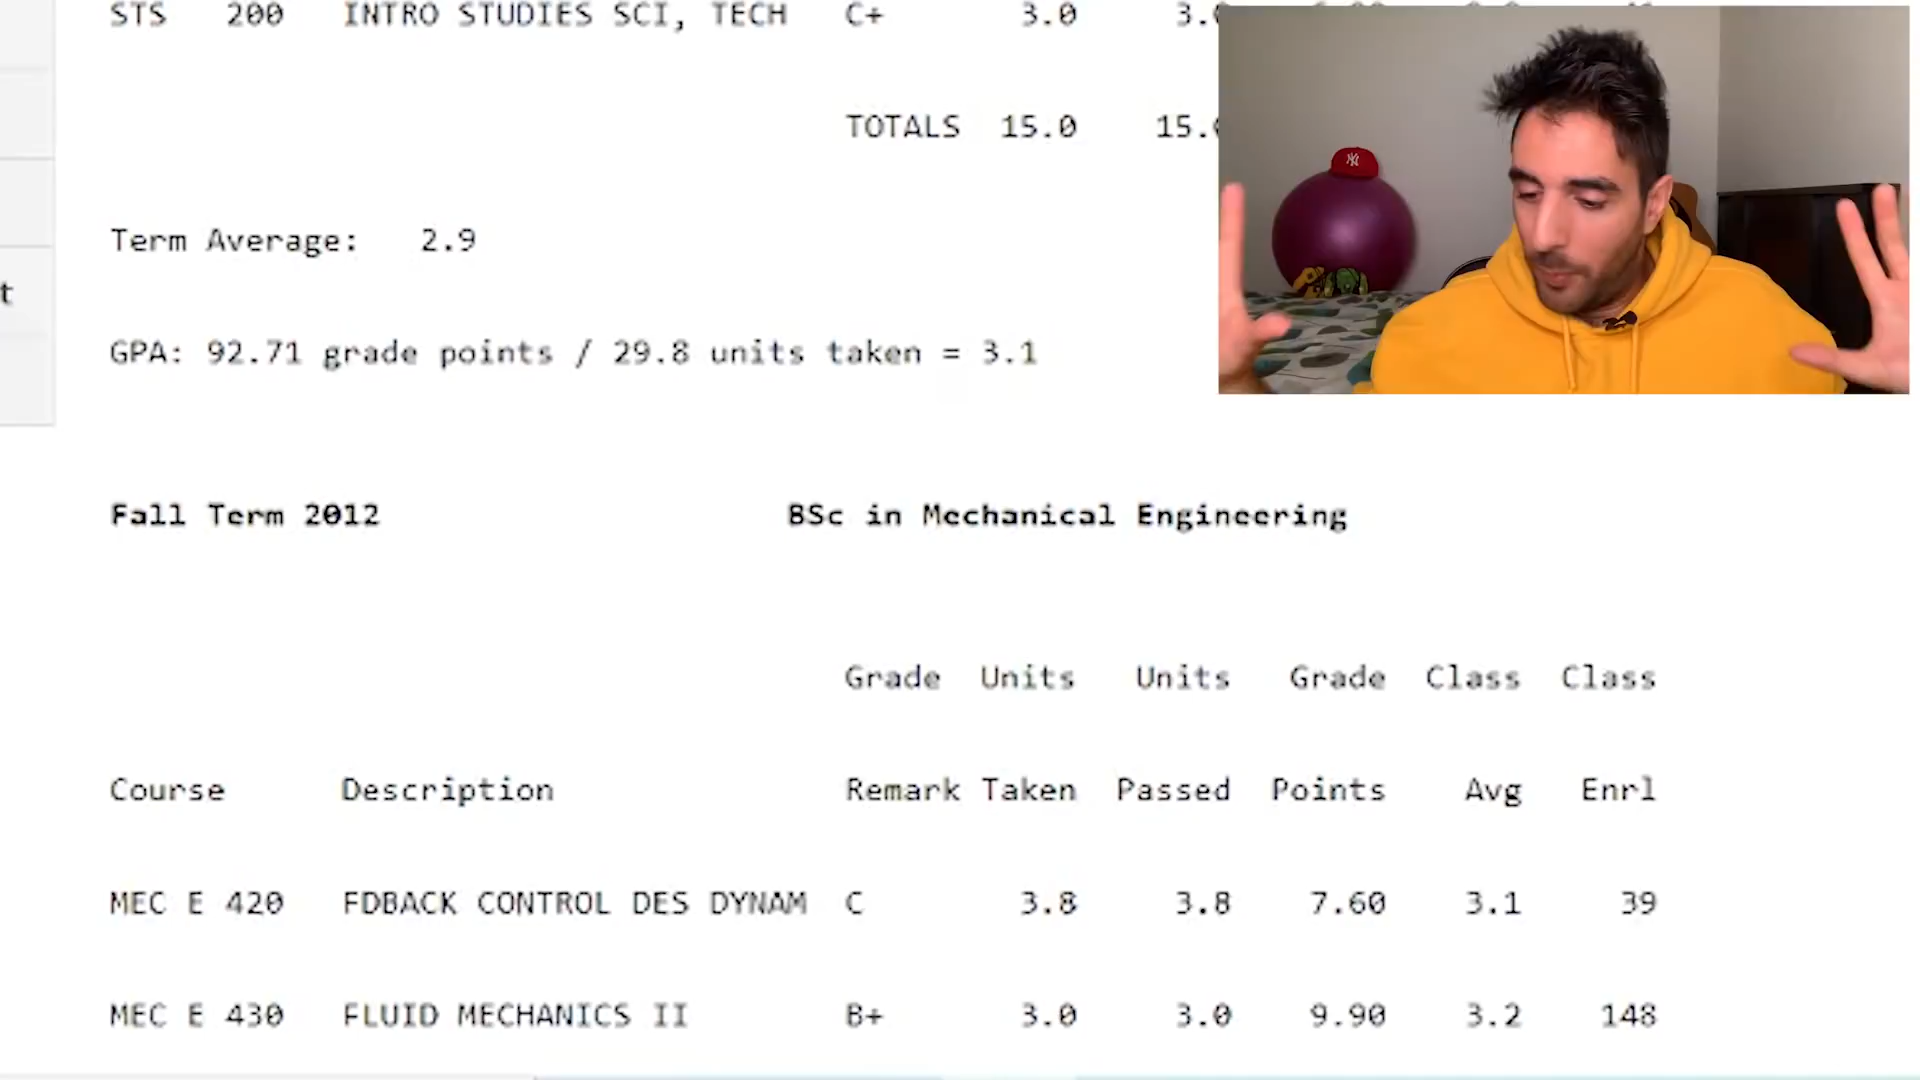 STS 200 INTRO STUDIES SCI, TECH C+ 3.0 3.0
TOTALS 15.0 15.0
Term Average: 2.9
t
GPA: 92.71 grade points / 29.8 units taken = 3.1
Fall Term 2012 BSc in Mechanical Engineering
Grade Units Units Grade Class Class
Course Description Remark Taken Passed Points Avg Enrl
MEC E 420 FDBACK CONTROL DES DYNAM C 3.8 3.8 7.60 3.1 39
MEC E 430 FLUID MECHANICS II B+ 3.0 3.0 9.90 3.2 148